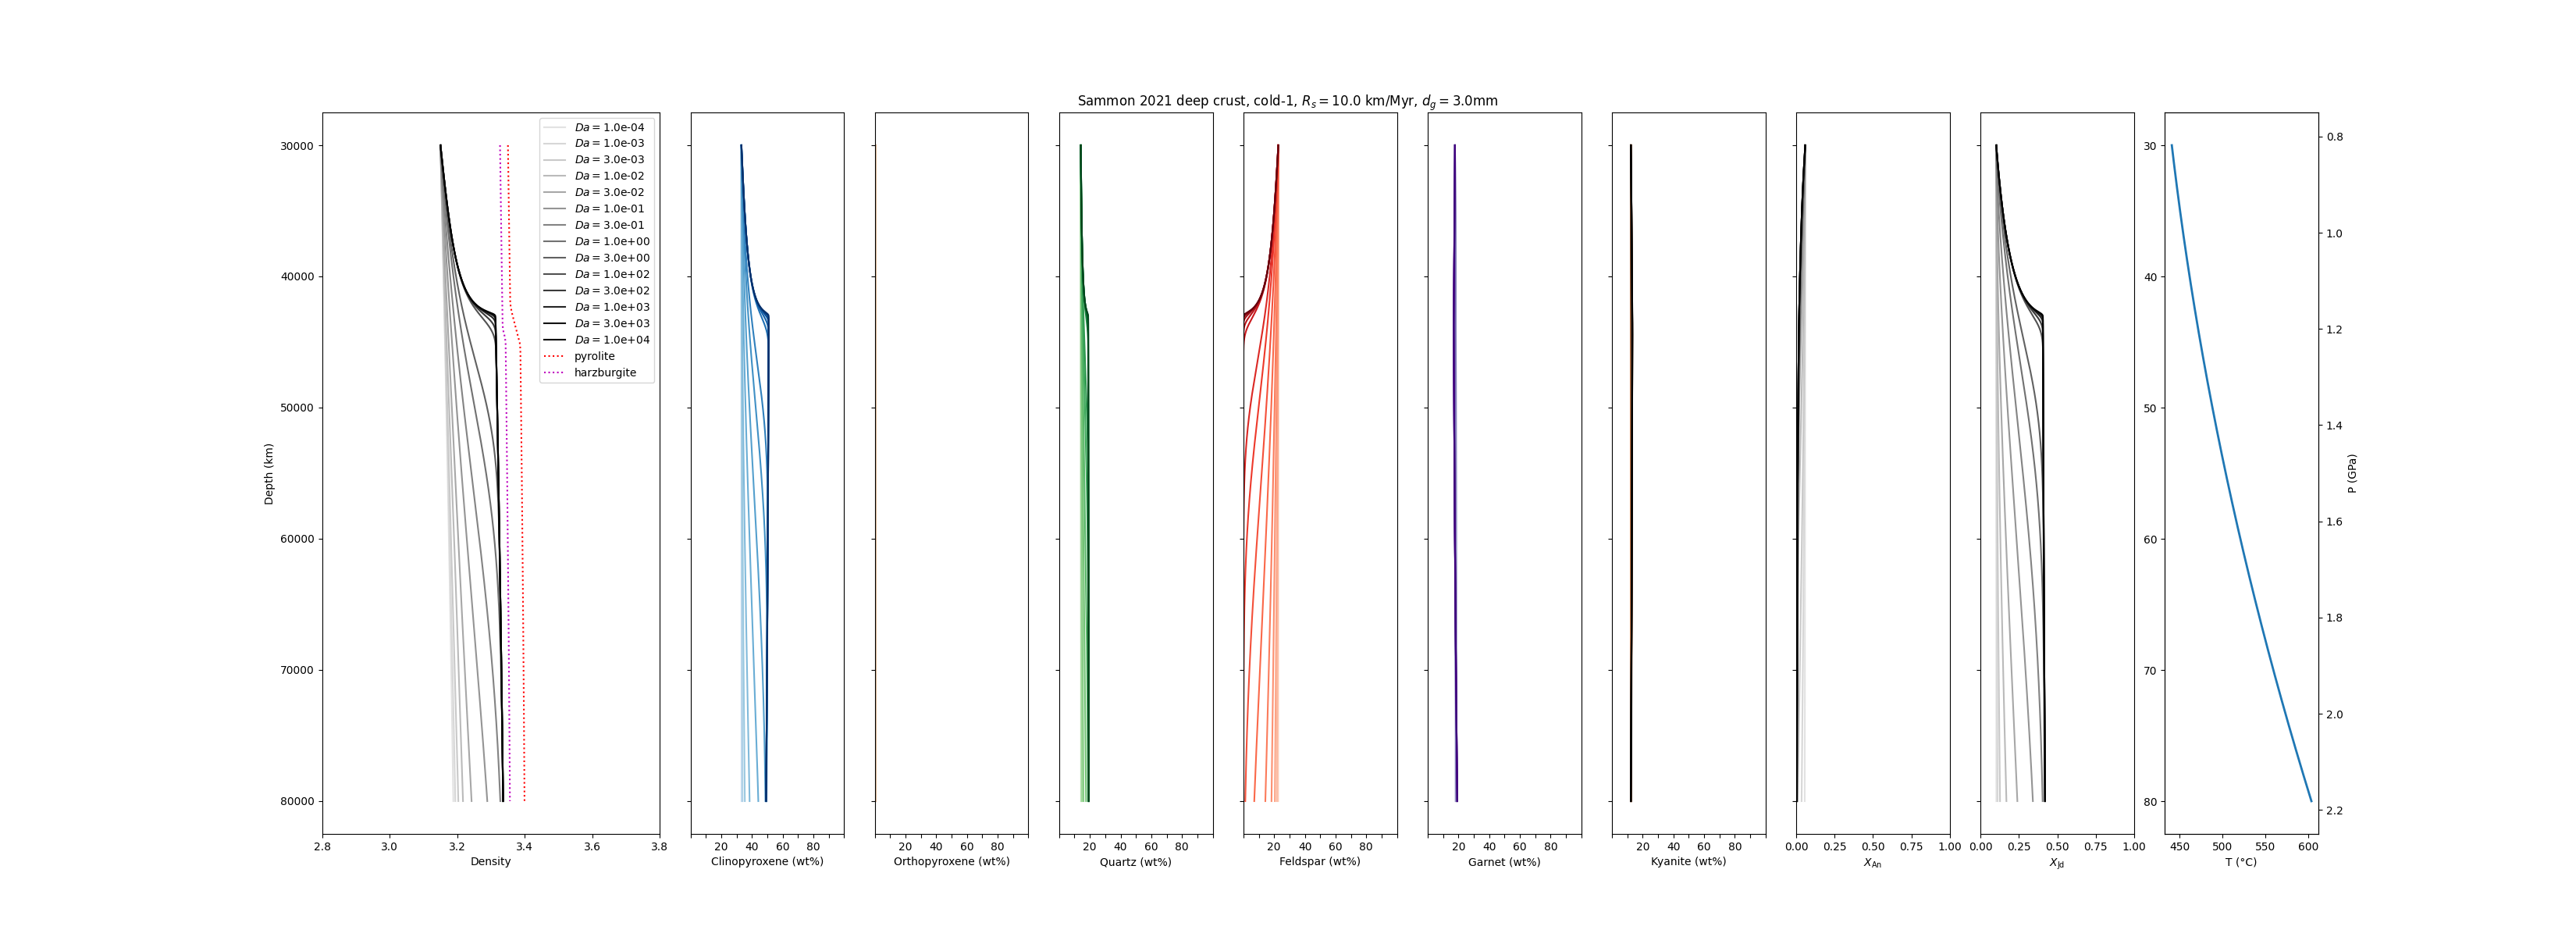 Sammon 2021 deep crust, cold-1, R_s = 10.0 km/Myr, d_g = 3.0mm
Da = 1.0e-04
Da = 1.0e-03
Da = 3.0e-03
Da = 1.0e-02
Da = 3.0e-02
Da = 1.0e-01
Da = 3.0e-01
Da = 1.0e+00
Da = 3.0e+00
Da = 1.0e+02
Da = 3.0e+02
Da = 1.0e+03
Da = 3.0e+03
Da = 1.0e+04
pyrolite
harzburgite
30000
40000
50000
60000
70000
80000
Depth (km)
2.8 3.0 3.2 3.4 3.6 3.8
Density
20 40 60 80
Clinopyroxene (wt%)
20 40 60 80
Orthopyroxene (wt%)
20 40 60 80
Quartz (wt%)
20 40 60 80
Feldspar (wt%)
20 40 60 80
Garnet (wt%)
20 40 60 80
Kyanite (wt%)
0.00 0.25 0.50 0.75 1.00
X_An
0.00 0.25 0.50 0.75 1.00
X_Jd
30
40
50
60
70
80
450 500 550 600
T (°C)
0.8
1.0
1.2
1.4
1.6
1.8
2.0
2.2
P (GPa)